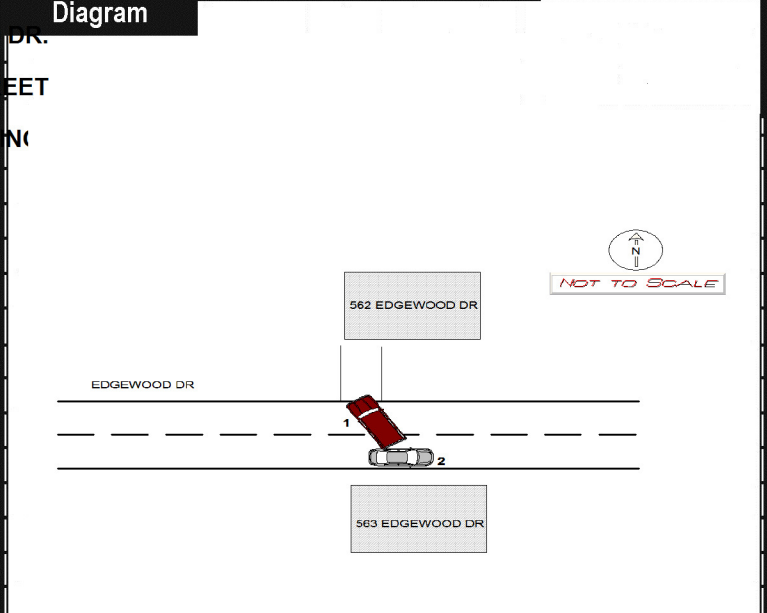 Diagram
DR.
EET
N
NOT TO SCALE
562 EDGEWOOD DR
EDGEWOOD DR
1
2
563 EDGEWOOD DR